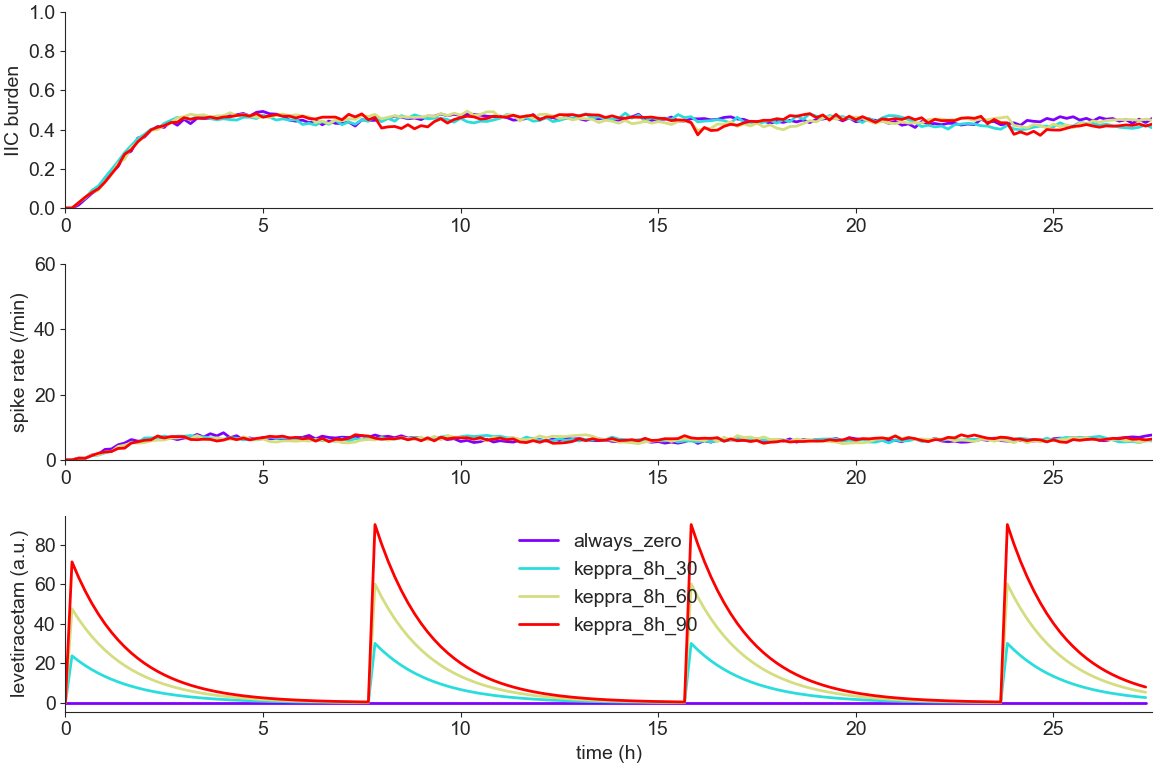 1.0
0.8
0.6
0.4
0.2
0.0
IIC burden
0 5 10 15 20 25
60
40
20
0
spike rate (/min)
0 5 10 15 20 25
80
60
40
20
0
levetiracetam (a.u.)
always_zero
keppra_8h_30
keppra_8h_60
keppra_8h_90
0 5 10 15 20 25
time (h)